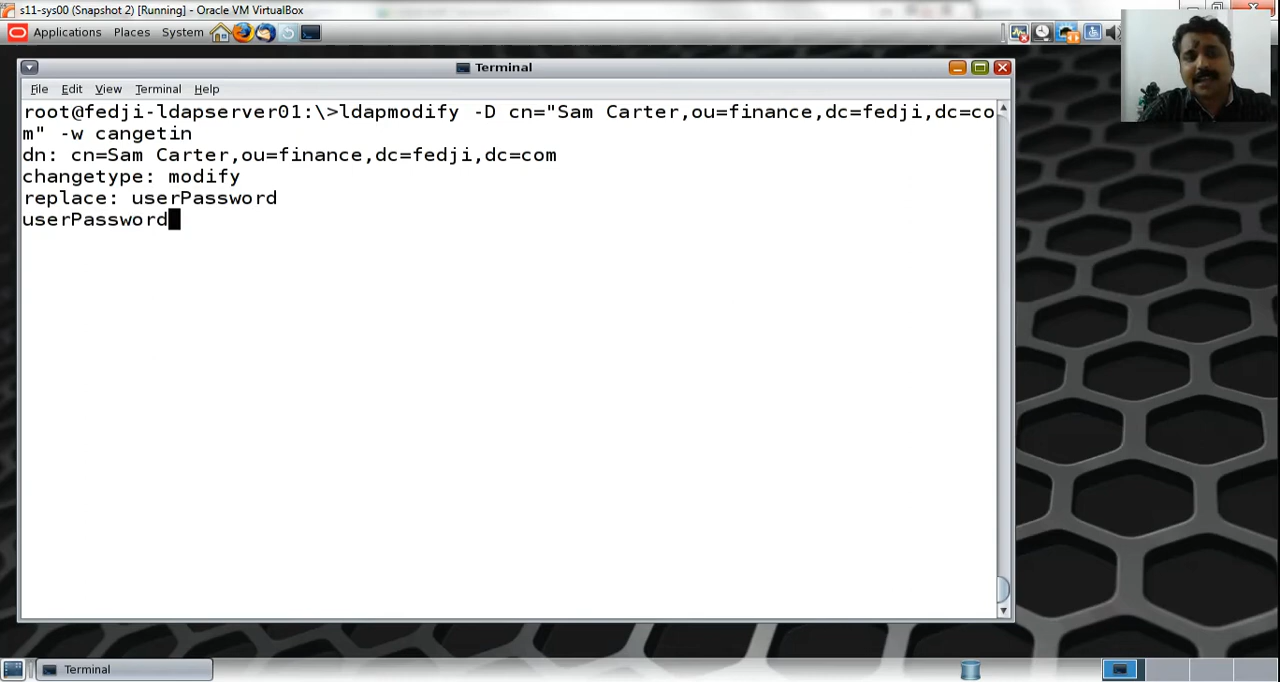 s11-sys00 (Snapshot 2) [Running] - Oracle VM VirtualBox
Applications Places System
Terminal
File Edit View Terminal Help
root@fedji-ldapserver01:\>ldapmodify -D cn="Sam Carter,ou=finance,dc=fedji,dc=co
m" -w cangetin
dn: cn=Sam Carter,ou=finance,dc=fedji,dc=com
changetype: modify
replace: userPassword
userPassword
Terminal